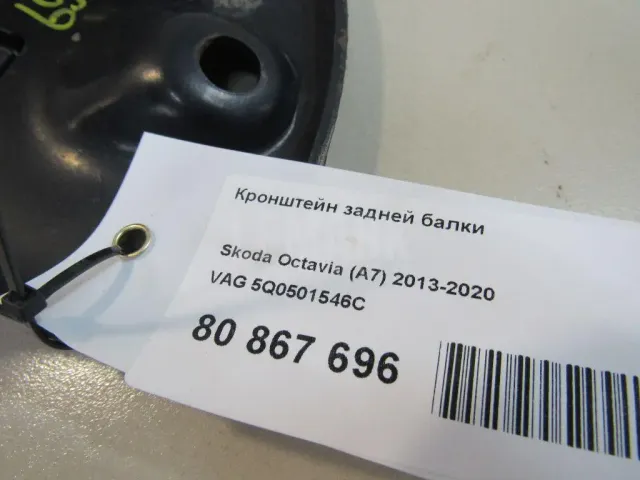 Кронштейн задней балки
Skoda Octavia (A7) 2013-2020
VAG 5Q0501546C
80 867 696